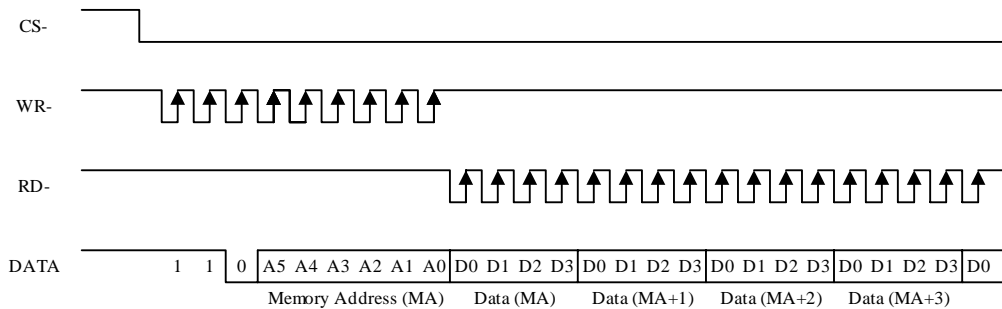 CS-
WR-
RD-
DATA 1 1 0 A5 A4 A3 A2 A1 A0 D0 D1 D2 D3 D0 D1 D2 D3 D0 D1 D2 D3 D0 D1 D2 D3 D0
Memory Address (MA) Data (MA) Data (MA+1) Data (MA+2) Data (MA+3)